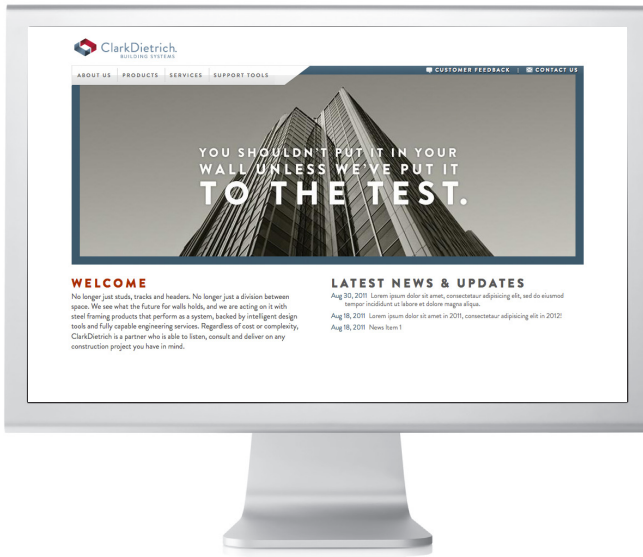 ClarkDietrich.
BUILDING SYSTEMS
ABOUT US PRODUCTS SERVICES SUPPORT TOOLS
CUSTOMER FEEDBACK | CONTACT US
YOU SHOULDN'T PUT IT IN YOUR
WALL UNLESS WE'VE PUT IT
TO THE TEST.
WELCOME
No longer just studs, tracks and headers. No longer just a division between
space. We see what the future for walls holds, and we are acting on it with
steel framing products that perform as a system, backed by intelligent design
tools and fully capable engineering services. Regardless of cost or complexity,
ClarkDietrich is a partner who is able to listen, consult and deliver on any
construction project you have in mind.
LATEST NEWS & UPDATES
Aug 30, 2011 Lorem ipsum dolor sit amet, consectetaur adipisicing elit, sed do eiusmod
tempor incididunt ut labore et dolore magna aliqua.
Aug 18, 2011 Lorem ipsum dolor sit amet in 2011, consectetaur adipisicing elit in 2012!
Aug 18, 2011 News Item 1